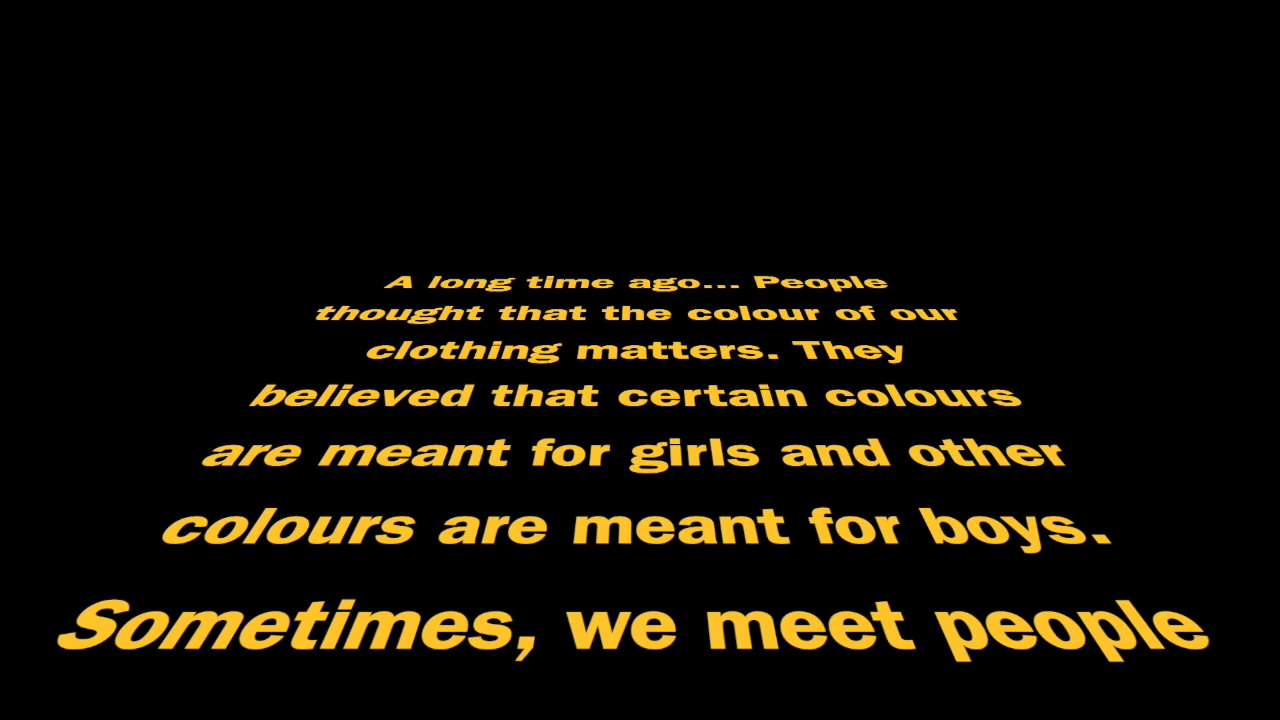 A long time ago... People
thought that the colour of our
clothing matters. They
believed that certain colours
are meant for girls and other
colours are meant for boys.
Sometimes, we meet people